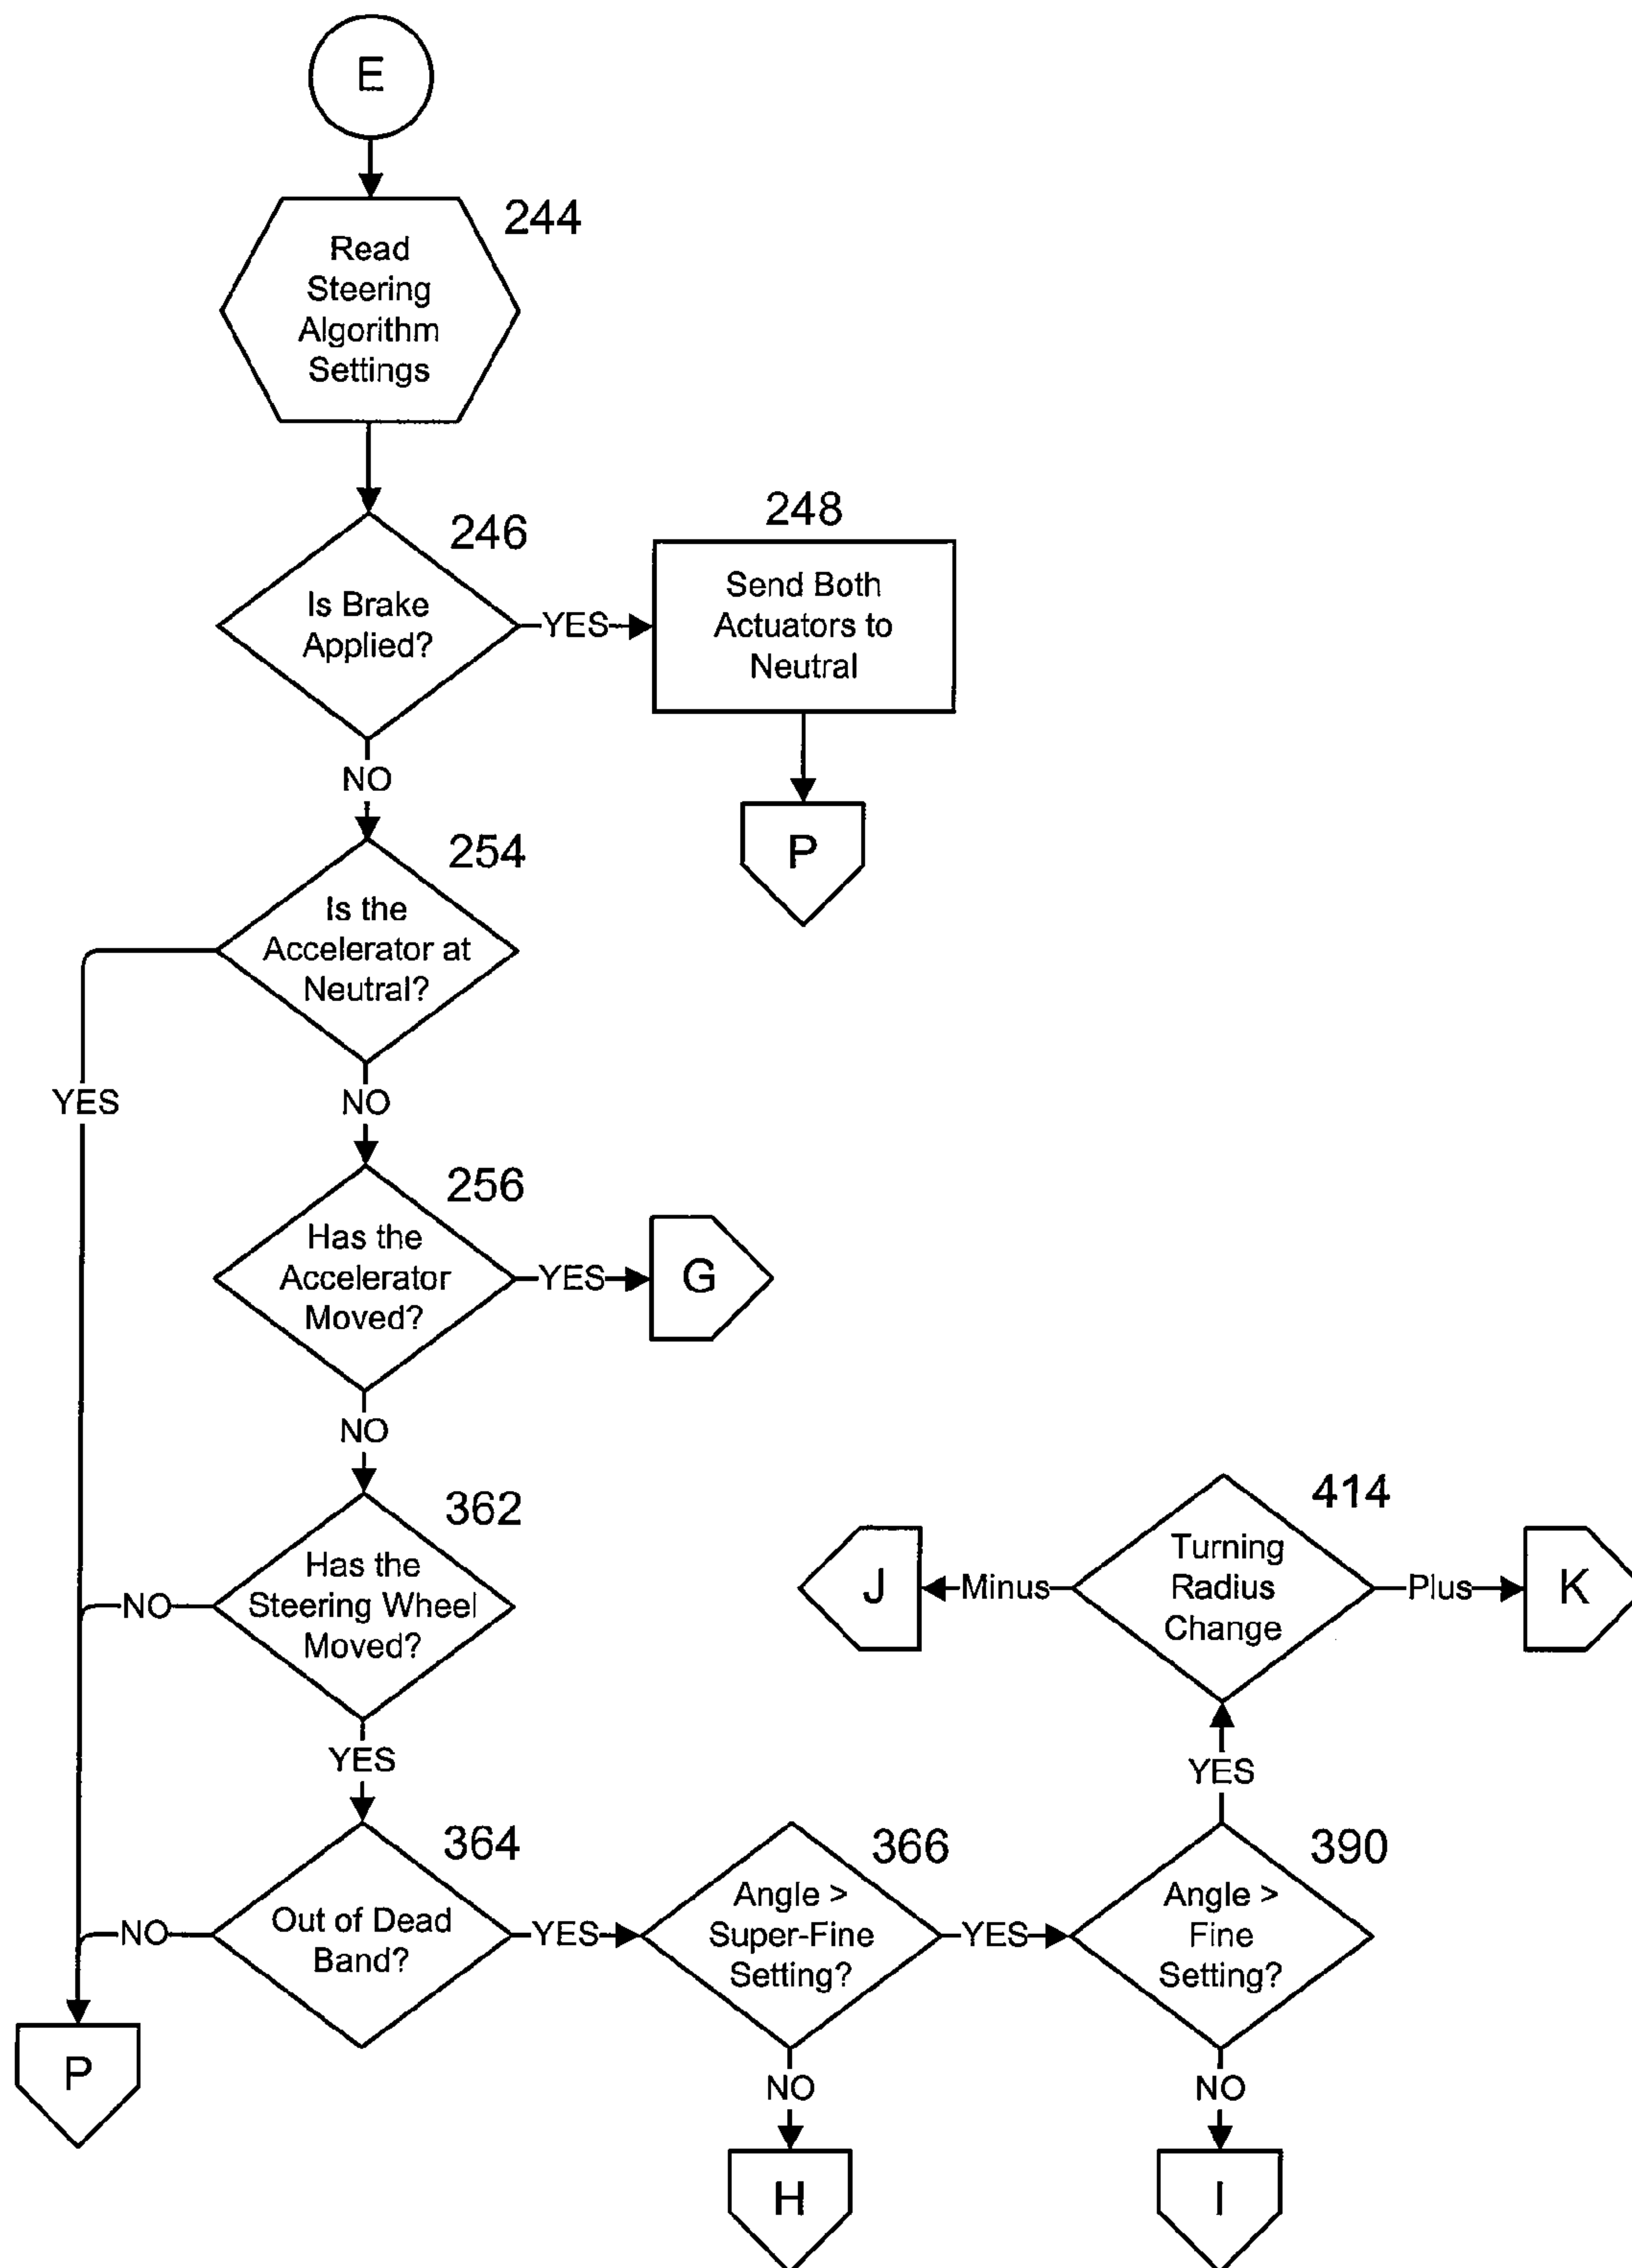 E
244
Read
Steering
Algorithm
Settings
246
Is Brake
Applied?
YES
248
Send Both
Actuators to
Neutral
P
NO
254
Is the
Accelerator at
Neutral?
YES
NO
256
Has the
Accelerator
Moved?
YES
G
NO
362
Has the
Steering Wheel
Moved?
NO
YES
414
Turning
Radius
Change
Minus
J
Plus
K
YES
364
Out of Dead
Band?
NO
YES
366
Angle >
Super-Fine
Setting?
YES
390
Angle >
Fine
Setting?
P
NO
H
NO
I